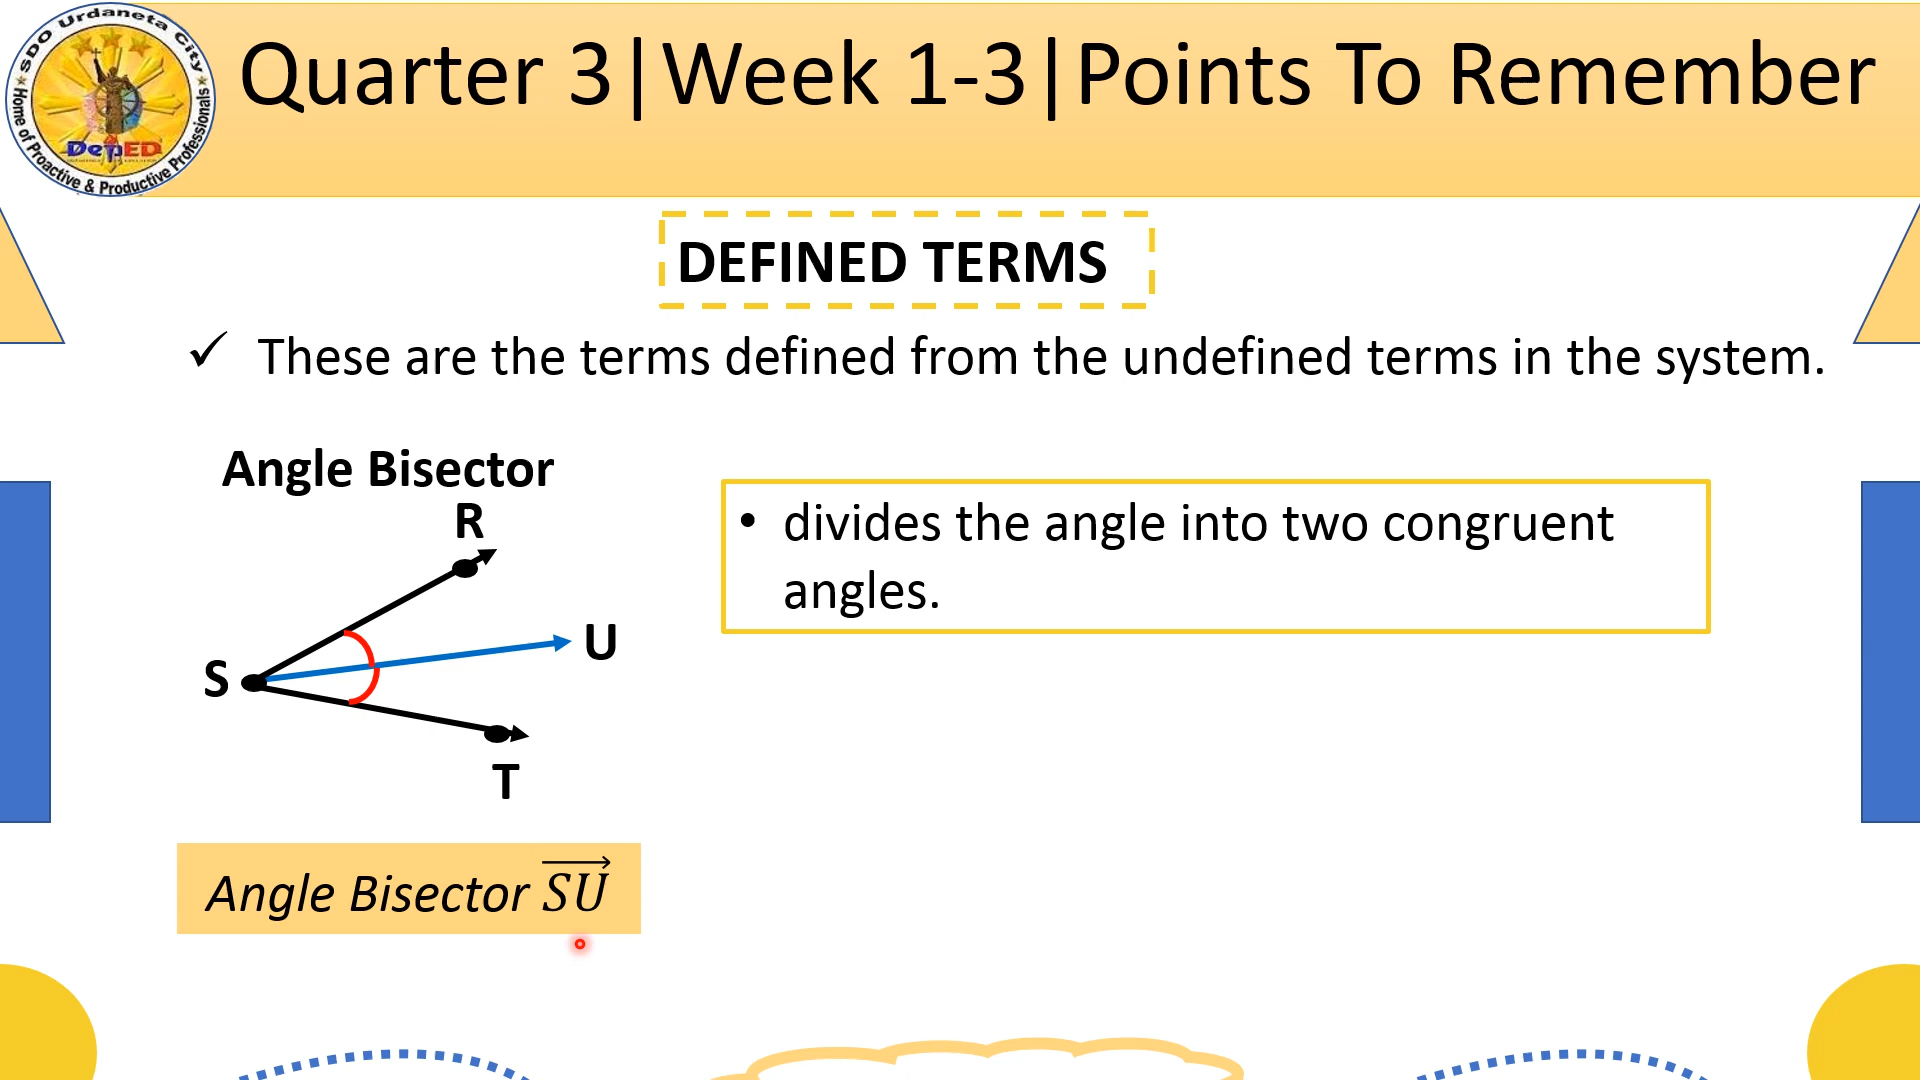 SDO Urdaneta City
Home of Proactive & Productive Professionals
DepED
Quarter 3|Week 1-3|Points To Remember
DEFINED TERMS
✓ These are the terms defined from the undefined terms in the system.
Angle Bisector
R
• divides the angle into two congruent
angles.
U
S
T
Angle Bisector $\overrightarrow{SU}$